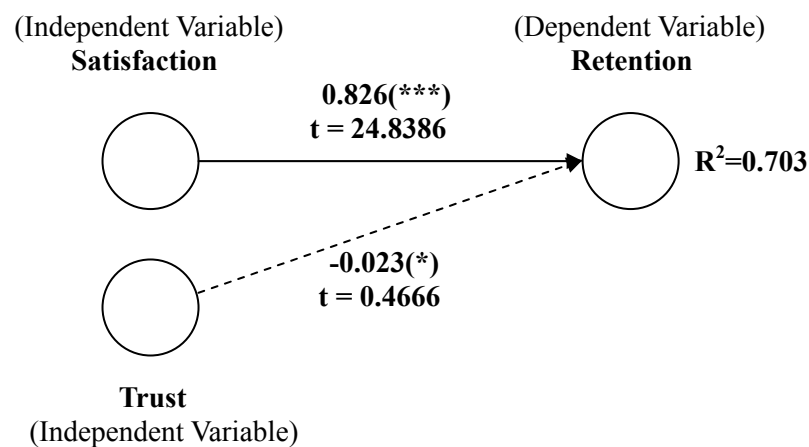 (Independent Variable)
Satisfaction
(Dependent Variable)
Retention
0.826(***)
t = 24.8386
R²=0.703
-0.023(*)
t = 0.4666
Trust
(Independent Variable)